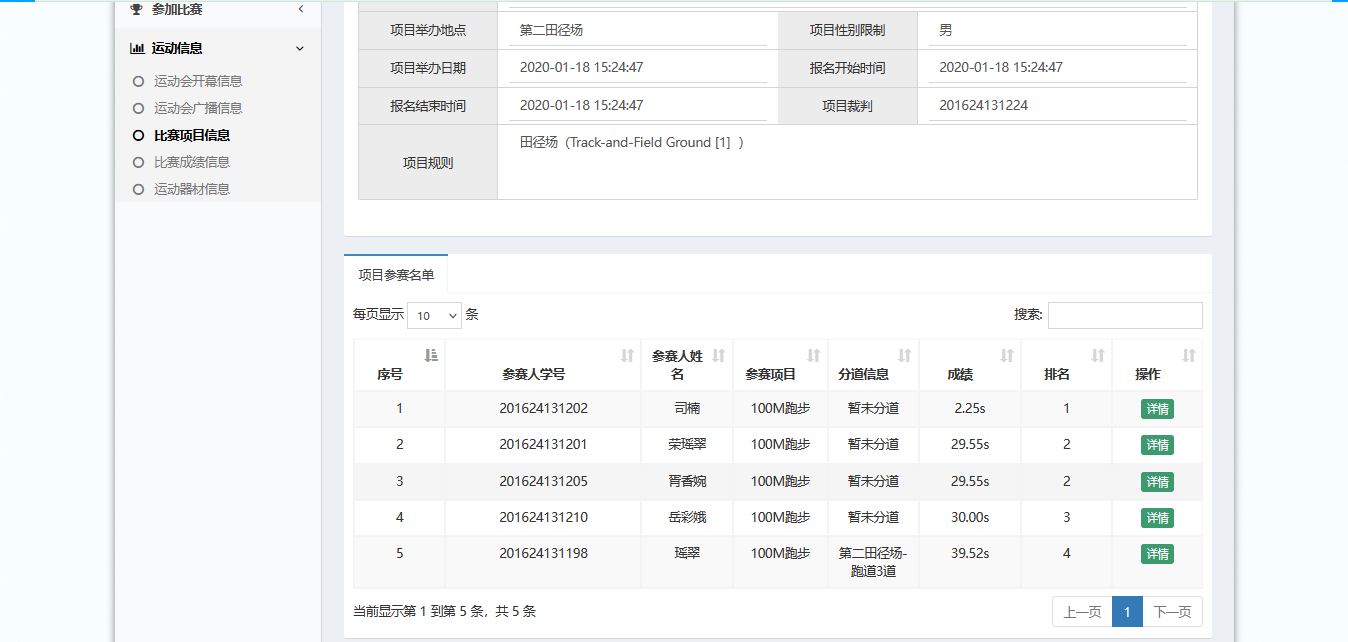 参加比赛
运动信息
运动会开幕信息
运动会广播信息
比赛项目信息
比赛成绩信息
运动器材信息
项目举办地点 第二田径场 项目性别限制 男
项目举办日期 2020-01-18 15:24:47 报名开始时间 2020-01-18 15:24:47
报名结束时间 2020-01-18 15:24:47 项目裁判 201624131224
项目规则 田径场（Track-and-Field Ground [1] ）
项目参赛名单
每页显示 10 条 搜索:
序号 参赛人学号 参赛人姓名 参赛项目 分道信息 成绩 排名 操作
1 201624131202 司楠 100M跑步 暂未分道 2.25s 1 详情
2 201624131201 荣瑶翠 100M跑步 暂未分道 29.55s 2 详情
3 201624131205 胥香婉 100M跑步 暂未分道 29.55s 2 详情
4 201624131210 岳彩娥 100M跑步 暂未分道 30.00s 3 详情
5 201624131198 瑶翠 100M跑步 第二田径场-跑道3道 39.52s 4 详情
当前显示第 1 到第 5 条，共 5 条 上一页 1 下一页